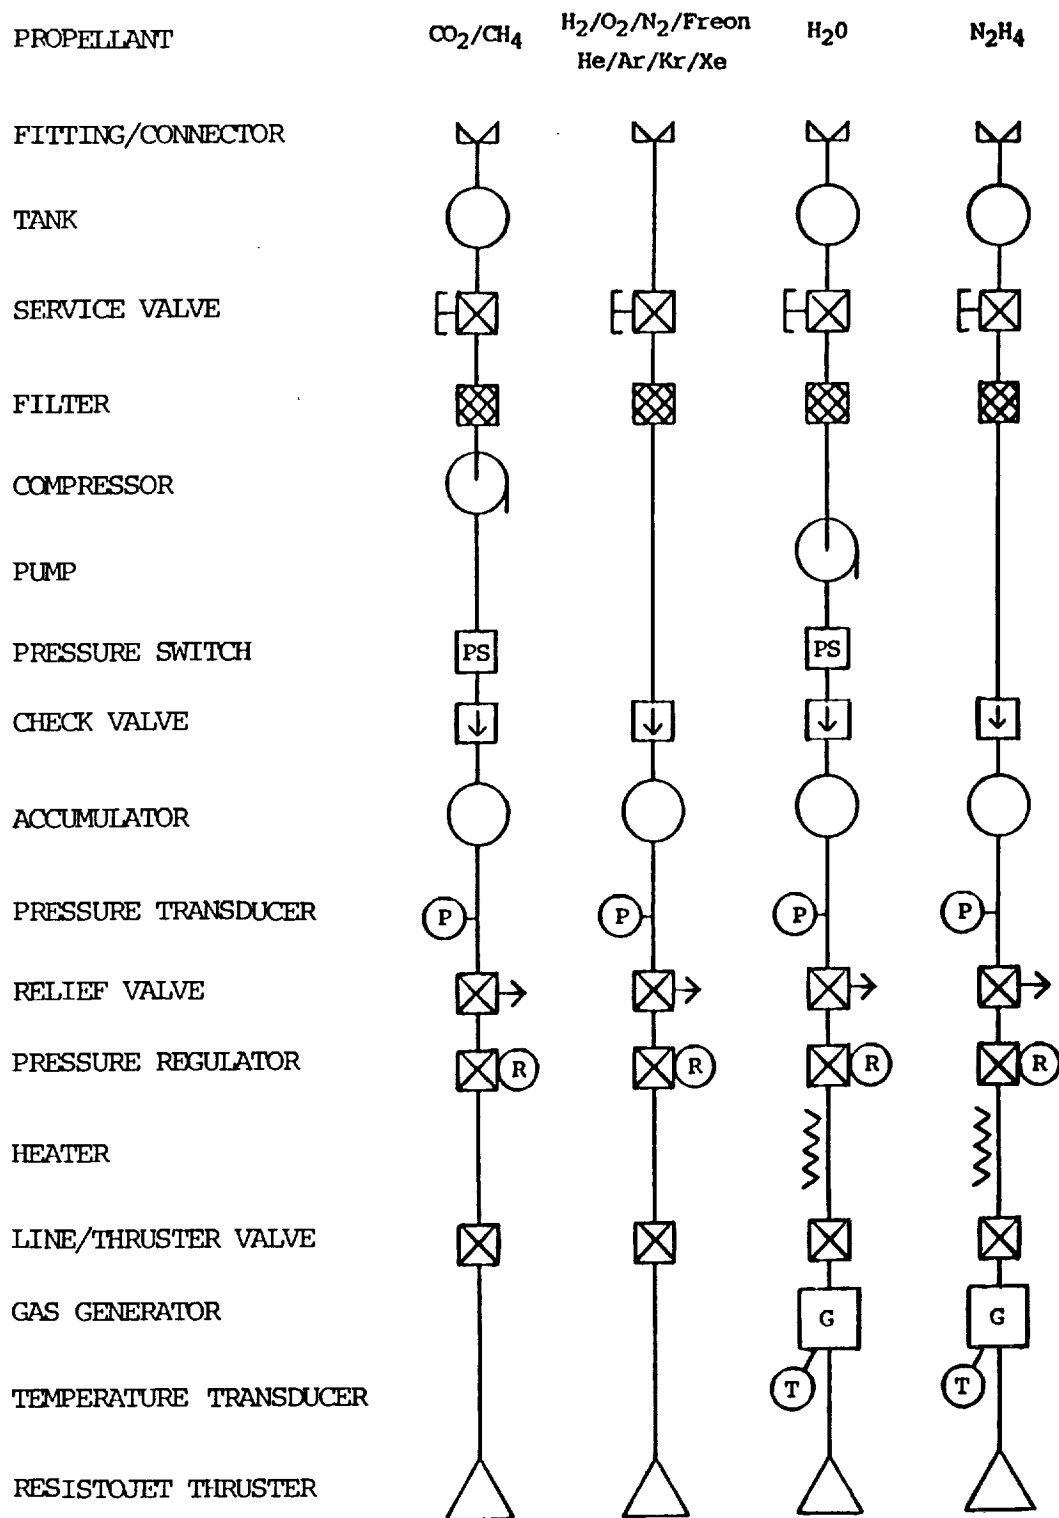 PROPELLANT CO₂/CH₄ H₂/O₂/N₂/Freon H₂O N₂H₄
He/Ar/Kr/Xe
FITTING/CONNECTOR
TANK
SERVICE VALVE
FILTER
COMPRESSOR
PUMP
PRESSURE SWITCH PS PS
CHECK VALVE
ACCUMULATOR
PRESSURE TRANSDUCER P P P P
RELIEF VALVE
PRESSURE REGULATOR R R R R
HEATER
LINE/THRUSTER VALVE
GAS GENERATOR G G
TEMPERATURE TRANSDUCER T T
RESISTOJET THRUSTER